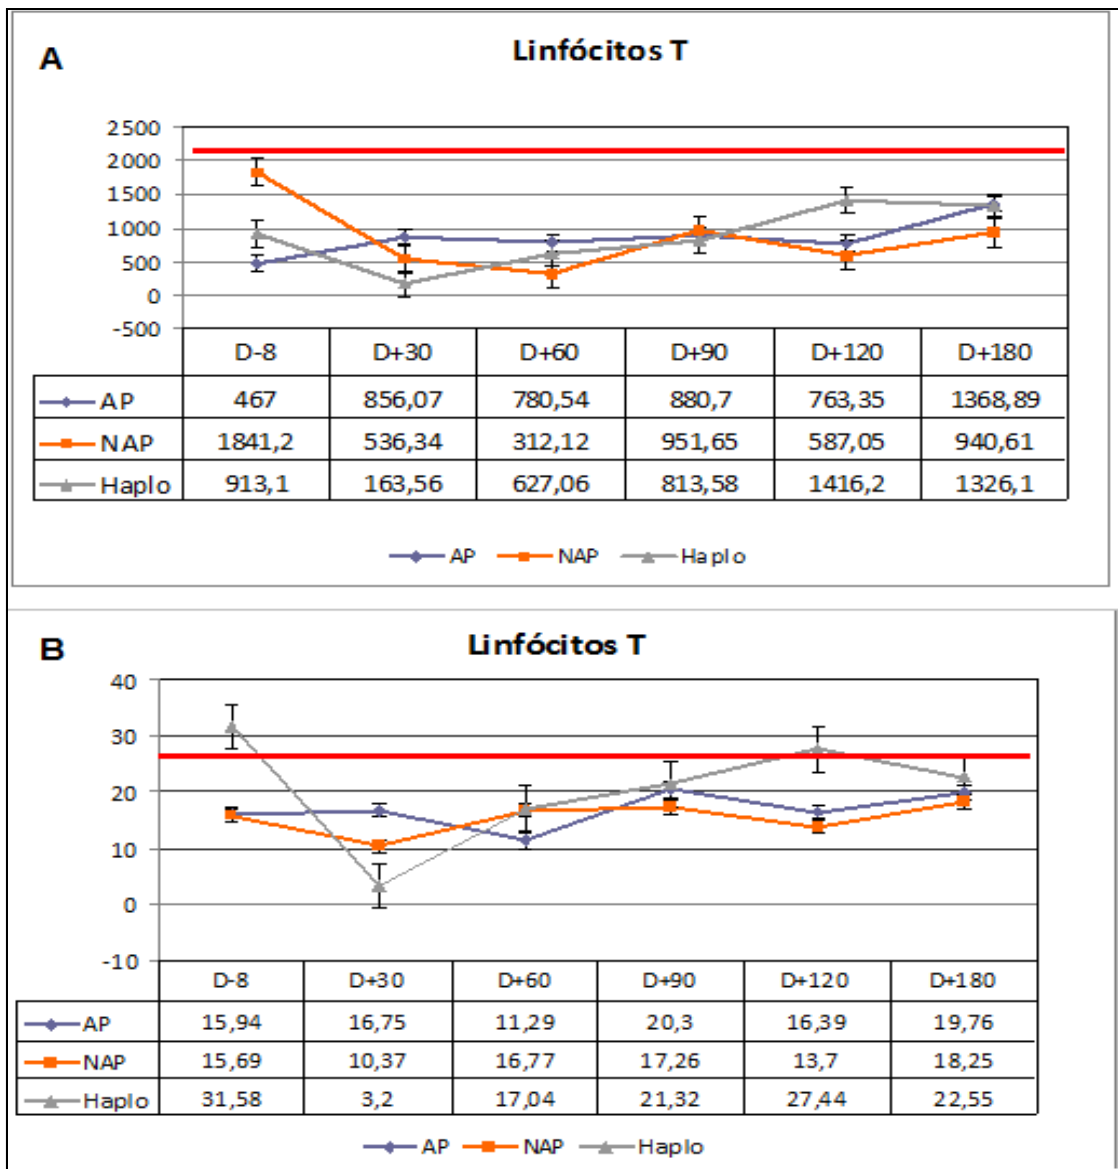 A
Linfócitos T
2500
2000
1500
1000
500
0
-500
D-8 D+30 D+60 D+90 D+120 D+180
AP 467 856,07 780,54 880,7 763,35 1368,89
NAP 1841,2 536,34 312,12 951,65 587,05 940,61
Haplo 913,1 163,56 627,06 813,58 1416,2 1326,1
AP NAP Haplo
B
Linfócitos T
40
30
20
10
0
-10
D-8 D+30 D+60 D+90 D+120 D+180
AP 15,94 16,75 11,29 20,3 16,39 19,76
NAP 15,69 10,37 16,77 17,26 13,7 18,25
Haplo 31,58 3,2 17,04 21,32 27,44 22,55
AP NAP Haplo